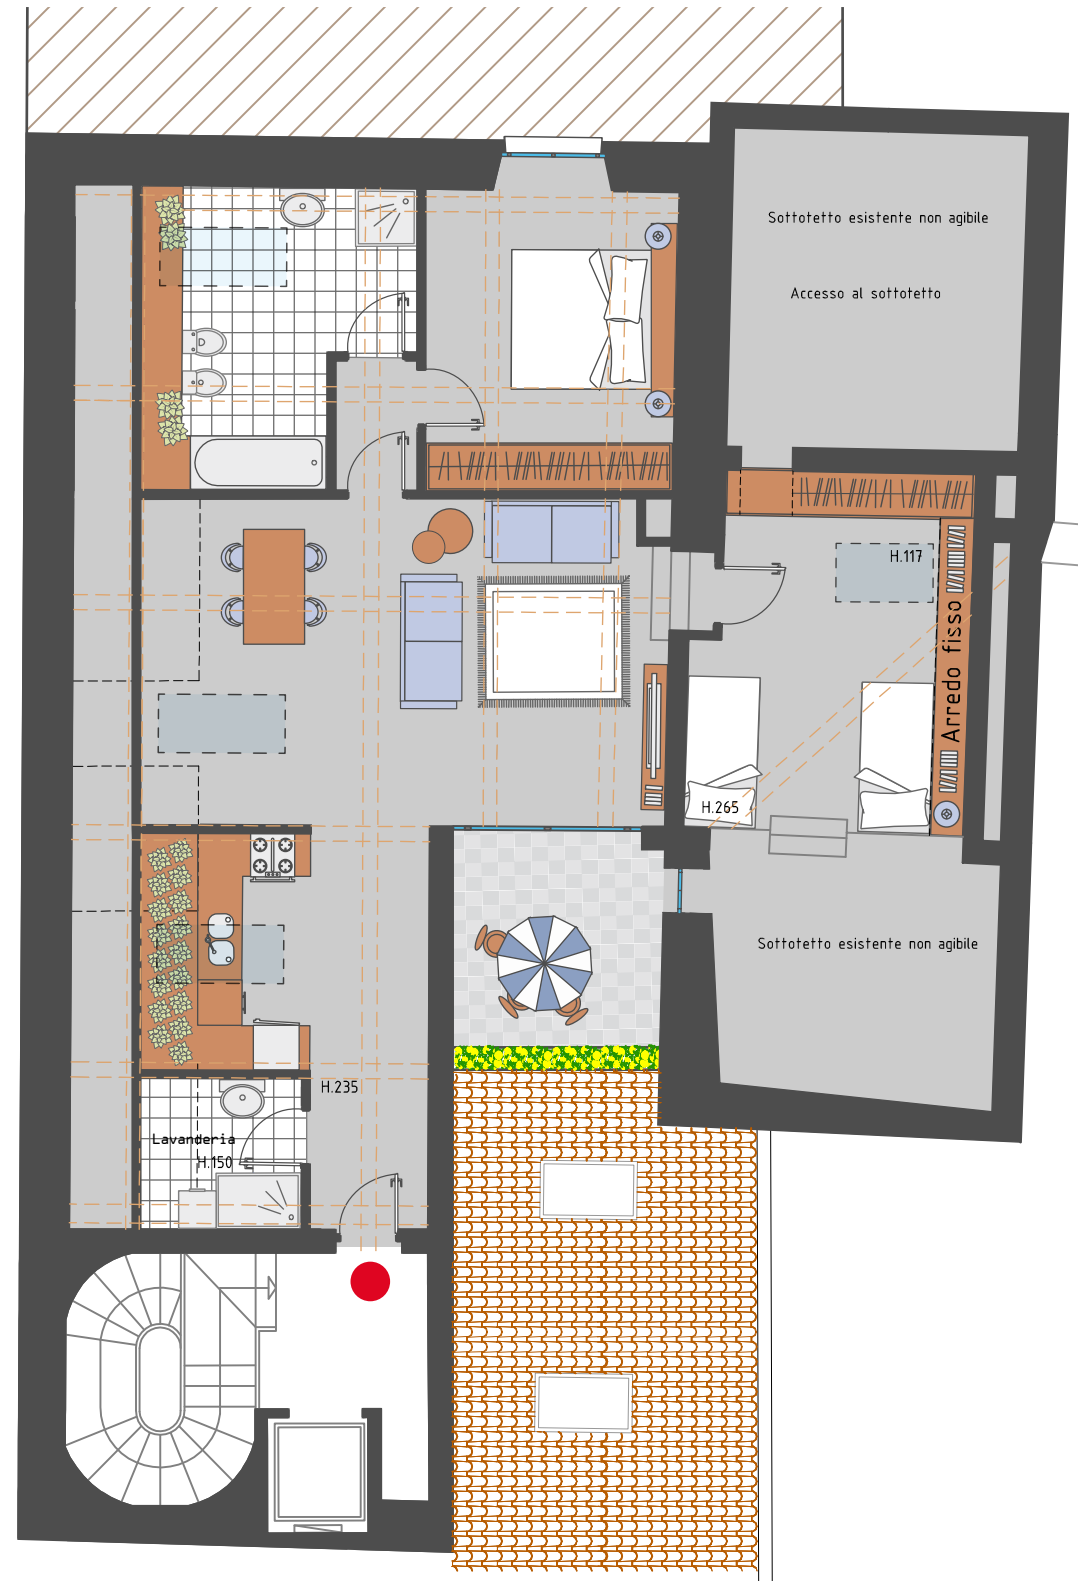 Sottotetto esistente non agibile
Accesso al sottotetto
H.117
Arredo fisso
H.265
Sottotetto esistente non agibile
H.235
Lavanderia
H.150